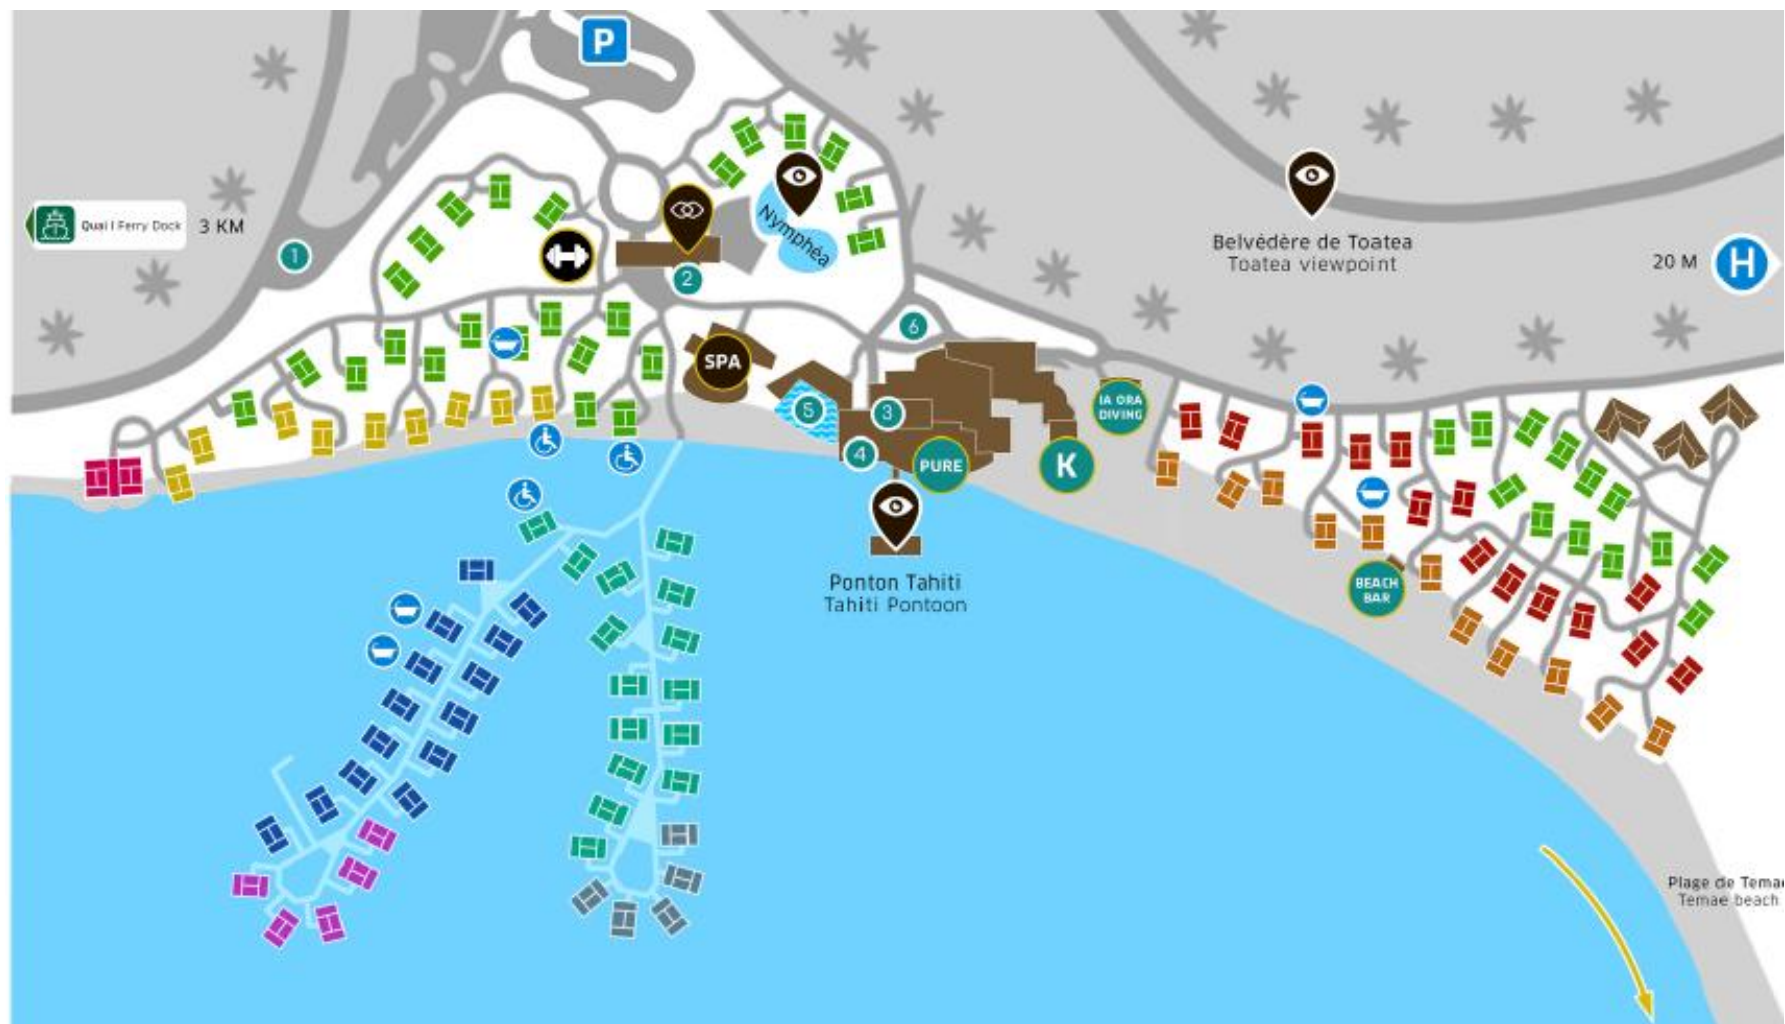 P
Quai | Ferry Dock
3 KM
1
2
Nymphéa
Belvédère de Toatea
Toatea viewpoint
20 M
H
6
SPA
5
3
4
PURE
K
IA ORA
DIVING
BEACH
BAR
Ponton Tahiti
Tahiti Pontoon
Plage de Temae
Temae beach